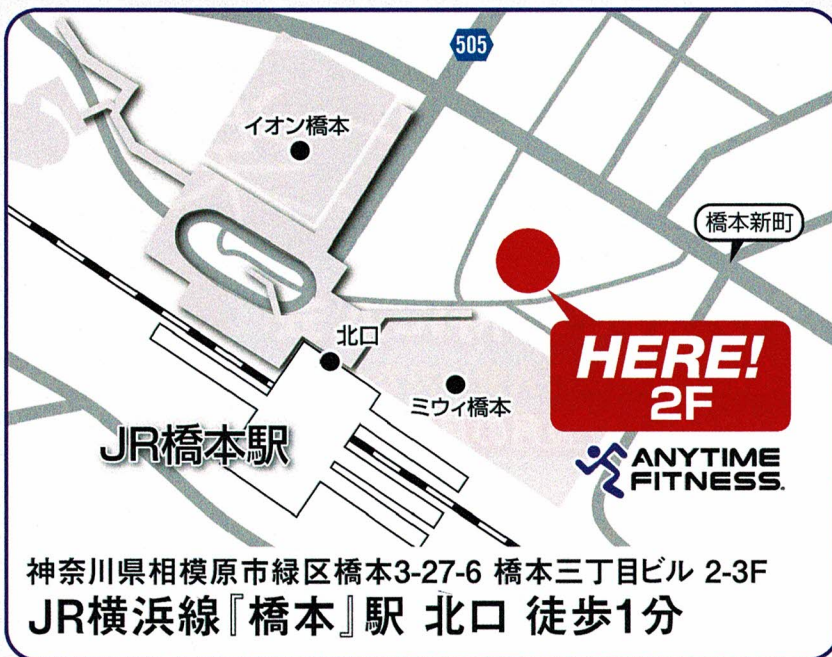 505
イオン橋本
橋本新町
北口
HERE!
2F
ミウィ橋本
JR橋本駅
ANYTIME
FITNESS.
神奈川県相模原市緑区橋本3-27-6 橋本三丁目ビル 2-3F
JR横浜線『橋本』駅 北口 徒歩1分